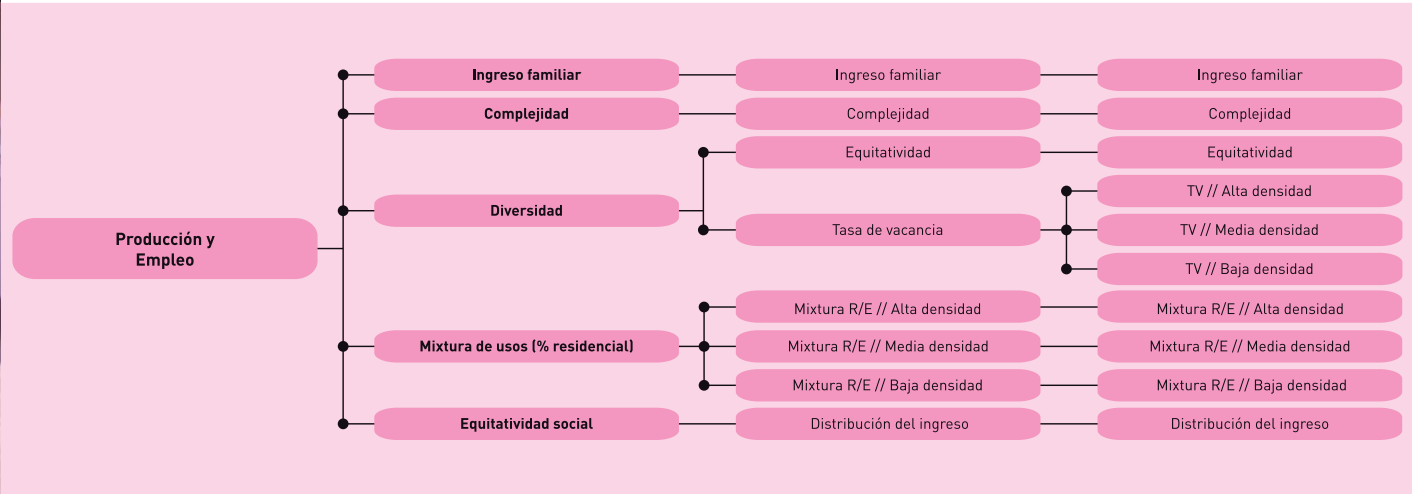 Producción y
Empleo
Ingreso familiar
Ingreso familiar
Ingreso familiar
Complejidad
Complejidad
Complejidad
Diversidad
Equitatividad
Equitatividad
Tasa de vacancia
TV // Alta densidad
TV // Media densidad
TV // Baja densidad
Mixtura de usos (% residencial)
Mixtura R/E // Alta densidad
Mixtura R/E // Alta densidad
Mixtura R/E // Media densidad
Mixtura R/E // Media densidad
Mixtura R/E // Baja densidad
Mixtura R/E // Baja densidad
Equitatividad social
Distribución del ingreso
Distribución del ingreso